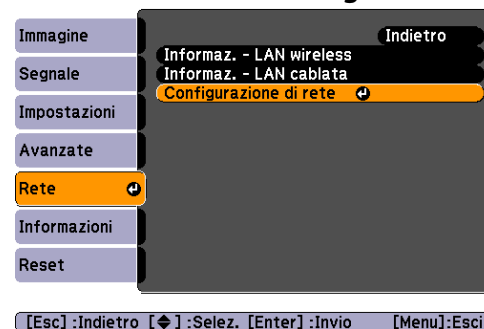 Immagine
Segnale
Impostazioni
Avanzate
Rete
Informazioni
Reset
Indietro
Informaz. - LAN wireless
Informaz. - LAN cablata
Configurazione di rete
[Esc] :Indietro [ ] :Selez. [Enter] :Invio [Menu]:Esci